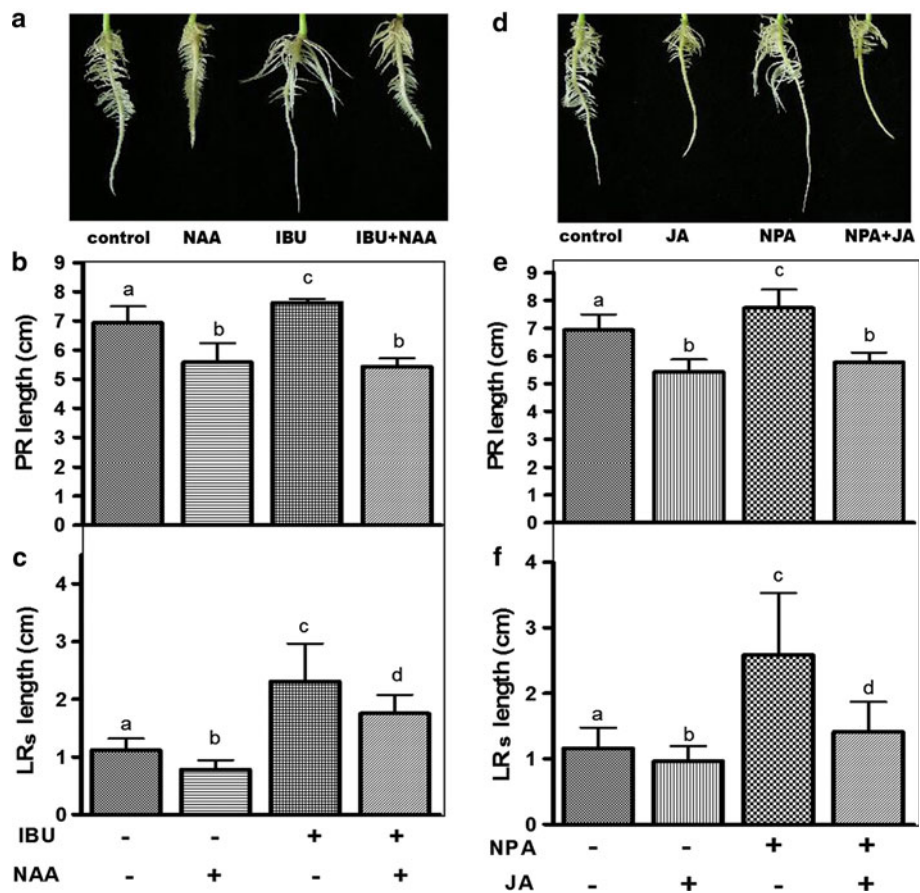 a
control NAA IBU IBU+NAA
b
PR length (cm)
9
8
7
6
5
4
3
2
1
0
a b c b
c
LRs length (cm)
4
3
2
1
0
a b c d
IBU - - + +
NAA - + - +
d
control JA NPA NPA+JA
e
PR length (cm)
9
8
7
6
5
4
3
2
1
0
a b c b
f
LRs length (cm)
4
3
2
1
0
a b c d
NPA - - + +
JA - + - +